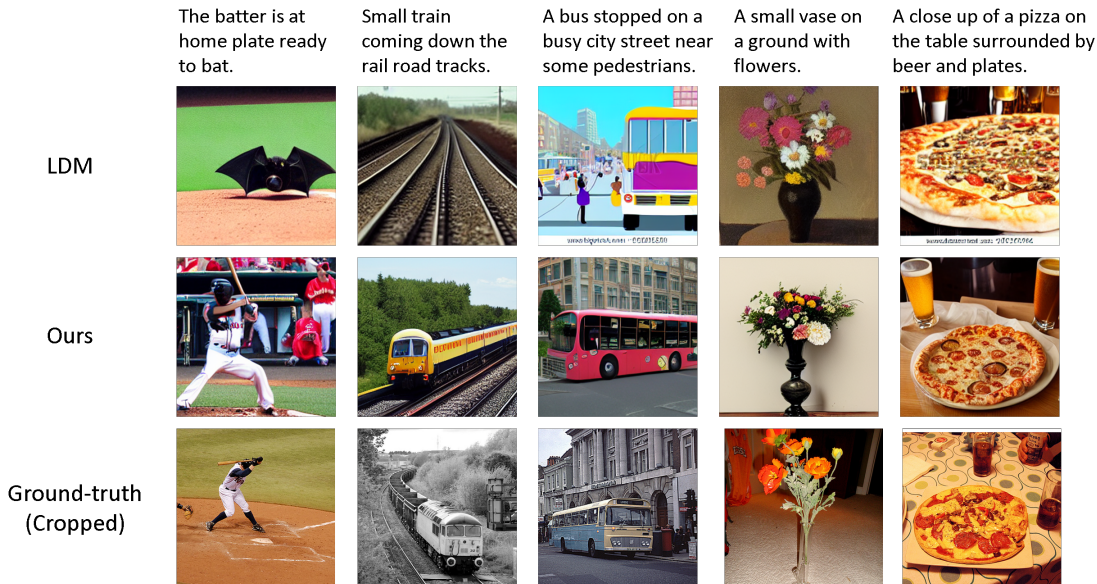 The batter is at
home plate ready
to bat.
Small train
coming down the
rail road tracks.
A bus stopped on a
busy city street near
some pedestrians.
A small vase on
a ground with
flowers.
A close up of a pizza on
the table surrounded by
beer and plates.
LDM
Ours
Ground-truth
(Cropped)